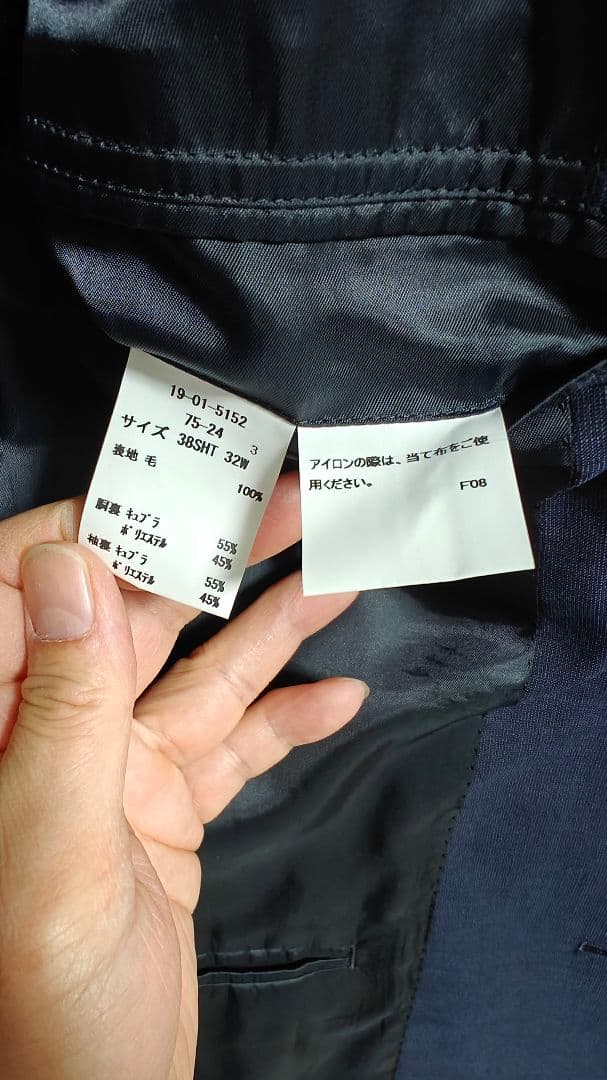 19-01-5152
75-24 3
サイズ 38SHT 32W
表地 毛
100%
胴裏 キュプラ 55%
ポリエステル 45%
袖裏 キュプラ 55%
ポリエステル 45%
アイロンの際は、当て布をご使
用ください。
F08